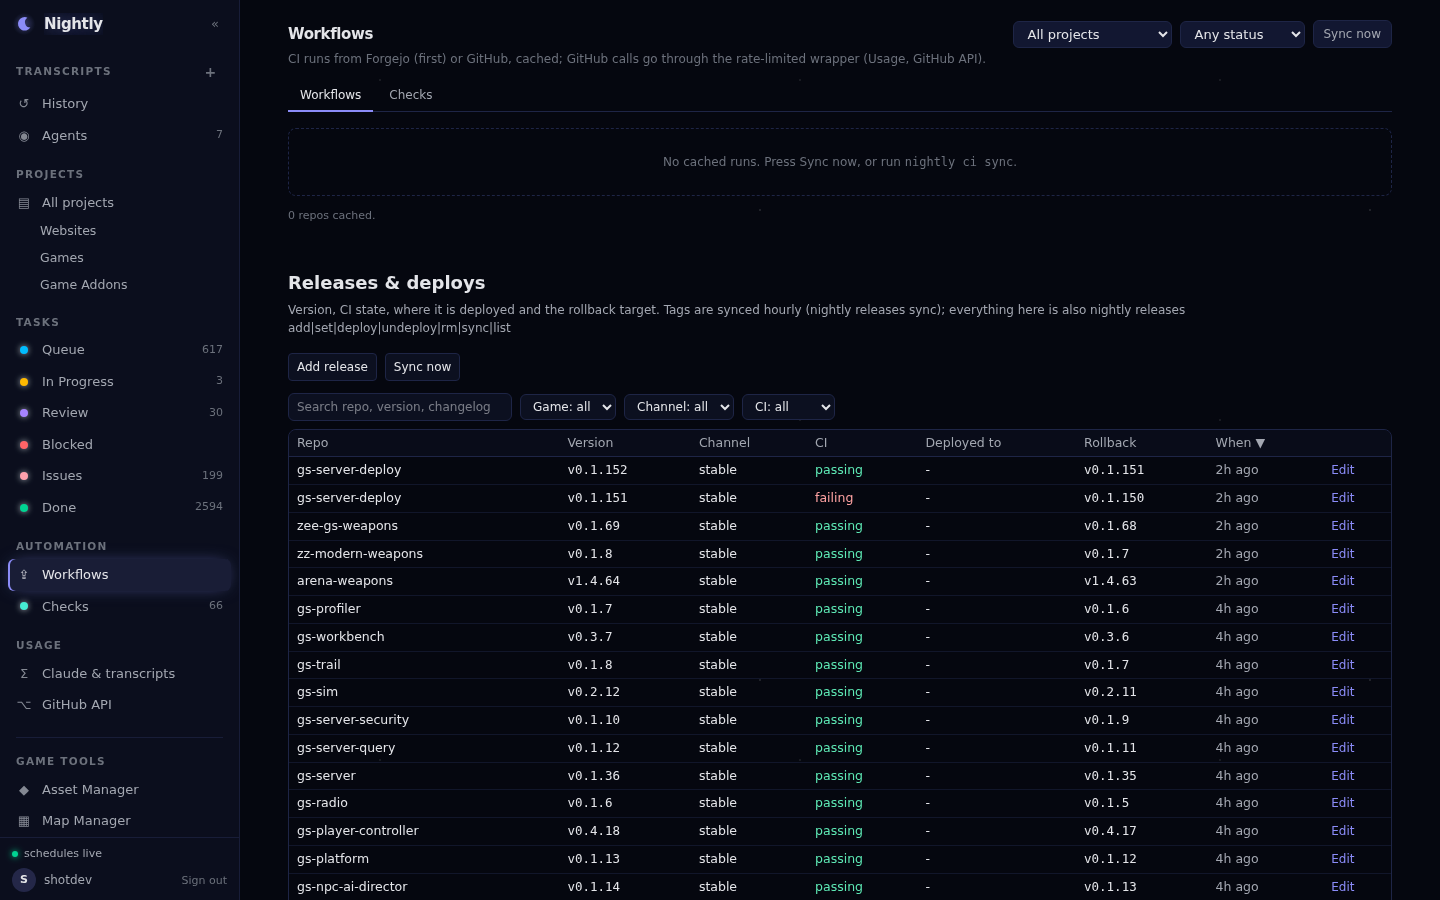 Nightly
«
TRANSCRIPTS
+
History
Agents 7
PROJECTS
All projects
Websites
Games
Game Addons
TASKS
Queue 617
In Progress 3
Review 30
Blocked
Issues 199
Done 2594
AUTOMATION
Workflows
Checks 66
USAGE
Σ Claude & transcripts
GitHub API
GAME TOOLS
Asset Manager
Map Manager
schedules live
S shotdev Sign out
Workflows
All projects
Any status
Sync now
CI runs from Forgejo (first) or GitHub, cached; GitHub calls go through the rate-limited wrapper (Usage, GitHub API).
Workflows Checks
No cached runs. Press Sync now, or run nightly ci sync.
0 repos cached.
Releases & deploys
Version, CI state, where it is deployed and the rollback target. Tags are synced hourly (nightly releases sync); everything here is also nightly releases
add|set|deploy|undeploy|rm|sync|list
Add release Sync now
Search repo, version, changelog Game: all Channel: all CI: all
Repo Version Channel CI Deployed to Rollback When ▼
gs-server-deploy v0.1.152 stable passing - v0.1.151 2h ago Edit
gs-server-deploy v0.1.151 stable failing - v0.1.150 2h ago Edit
zee-gs-weapons v0.1.69 stable passing - v0.1.68 2h ago Edit
zz-modern-weapons v0.1.8 stable passing - v0.1.7 2h ago Edit
arena-weapons v1.4.64 stable passing - v1.4.63 2h ago Edit
gs-profiler v0.1.7 stable passing - v0.1.6 4h ago Edit
gs-workbench v0.3.7 stable passing - v0.3.6 4h ago Edit
gs-trail v0.1.8 stable passing - v0.1.7 4h ago Edit
gs-sim v0.2.12 stable passing - v0.2.11 4h ago Edit
gs-server-security v0.1.10 stable passing - v0.1.9 4h ago Edit
gs-server-query v0.1.12 stable passing - v0.1.11 4h ago Edit
gs-server v0.1.36 stable passing - v0.1.35 4h ago Edit
gs-radio v0.1.6 stable passing - v0.1.5 4h ago Edit
gs-player-controller v0.4.18 stable passing - v0.4.17 4h ago Edit
gs-platform v0.1.13 stable passing - v0.1.12 4h ago Edit
gs-npc-ai-director v0.1.14 stable passing - v0.1.13 4h ago Edit